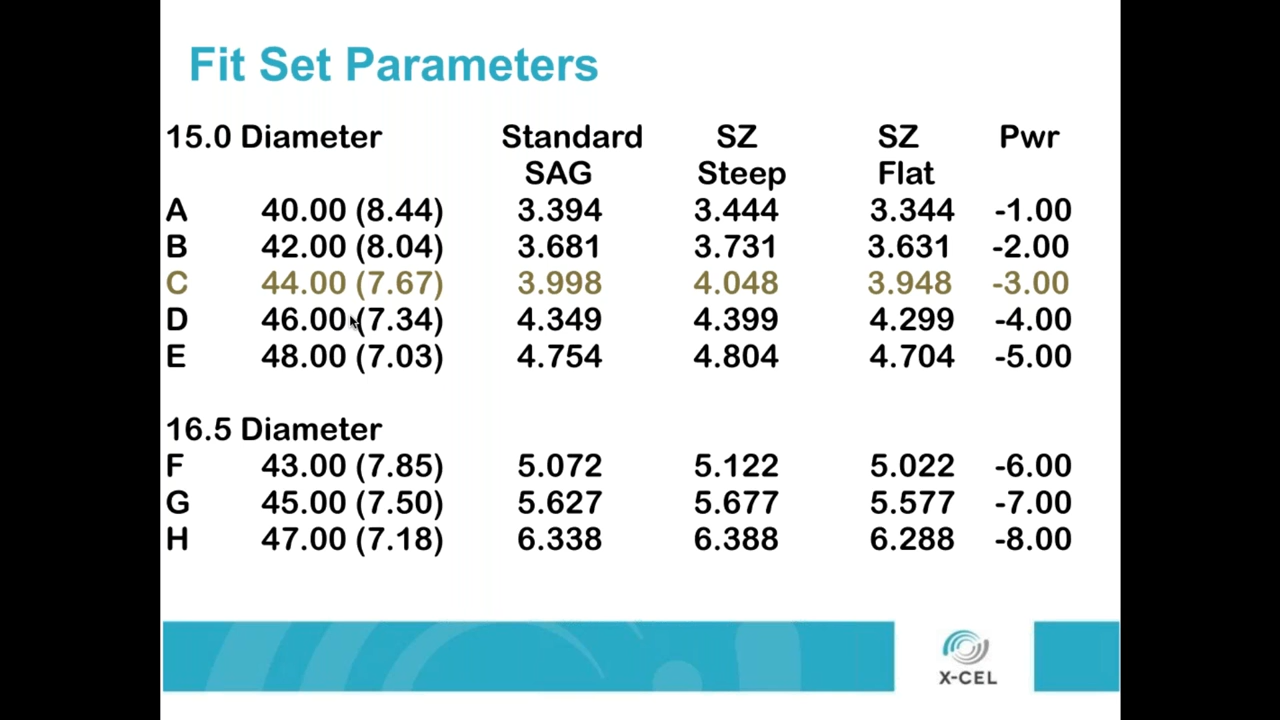 Fit Set Parameters
15.0 Diameter Standard SZ SZ Pwr
SAG Steep Flat
A 40.00 (8.44) 3.394 3.444 3.344 -1.00
B 42.00 (8.04) 3.681 3.731 3.631 -2.00
C 44.00 (7.67) 3.998 4.048 3.948 -3.00
D 46.00 (7.34) 4.349 4.399 4.299 -4.00
E 48.00 (7.03) 4.754 4.804 4.704 -5.00
16.5 Diameter
F 43.00 (7.85) 5.072 5.122 5.022 -6.00
G 45.00 (7.50) 5.627 5.677 5.577 -7.00
H 47.00 (7.18) 6.338 6.388 6.288 -8.00
X-CEL